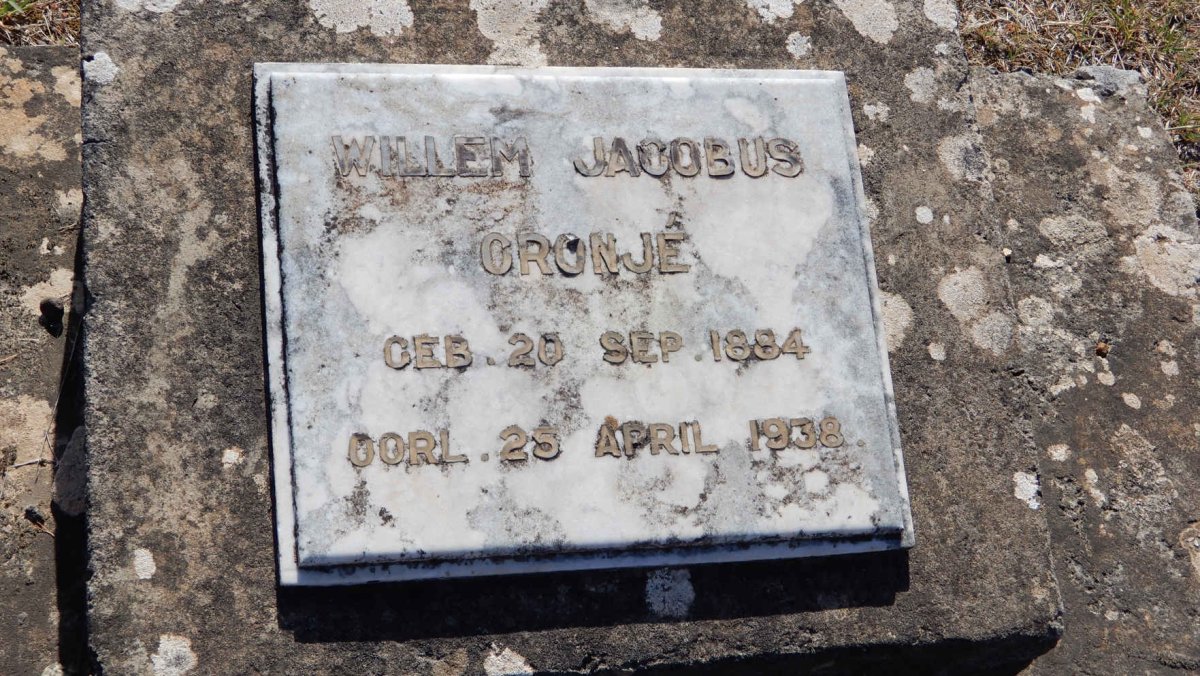 WILLEM JACOBUS
CRONJÉ
GEB. 20 SEP. 1884
OORL. 25 APRIL 1938.